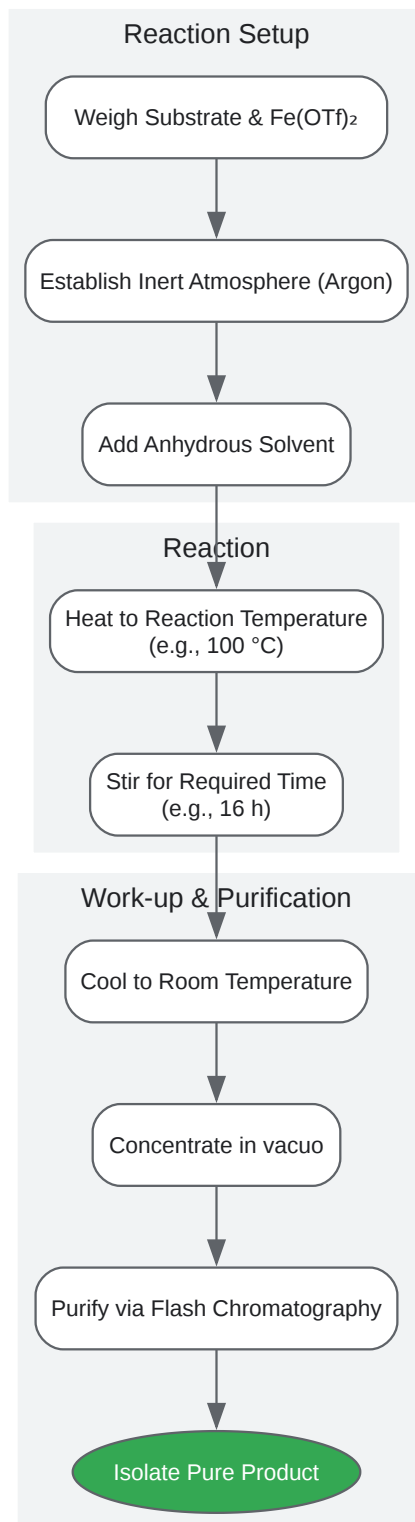 Reaction Setup
Weigh Substrate & Fe(OTf)₂
Establish Inert Atmosphere (Argon)
Add Anhydrous Solvent
Reaction
Heat to Reaction Temperature
(e.g., 100 °C)
Stir for Required Time
(e.g., 16 h)
Work-up & Purification
Cool to Room Temperature
Concentrate in vacuo
Purify via Flash Chromatography
Isolate Pure Product